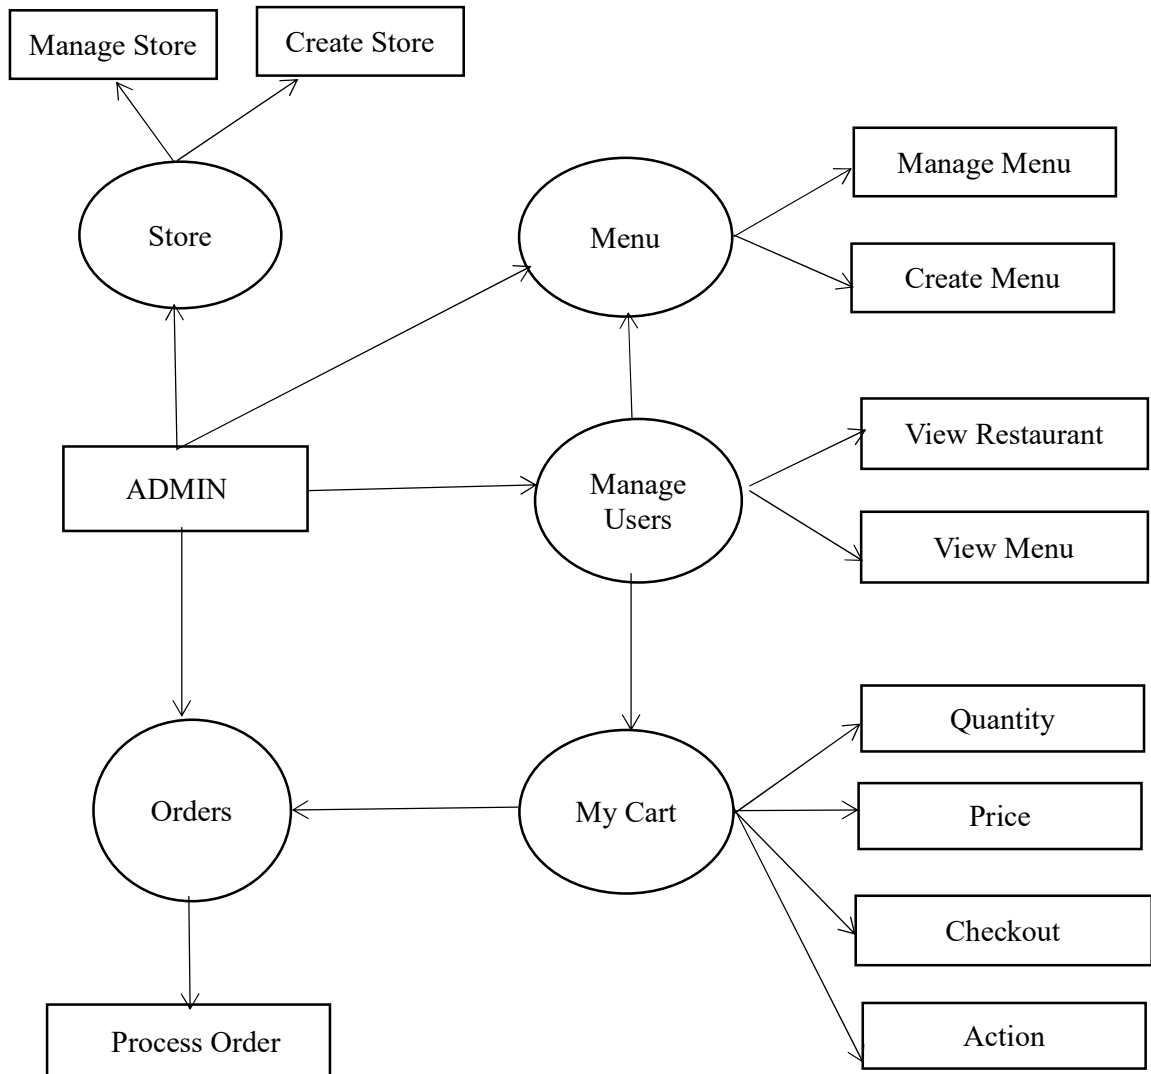 Manage Store
Create Store
Manage Menu
Store
Menu
Create Menu
View Restaurant
ADMIN
Manage
Users
View Menu
Quantity
Orders
My Cart
Price
Checkout
Process Order
Action